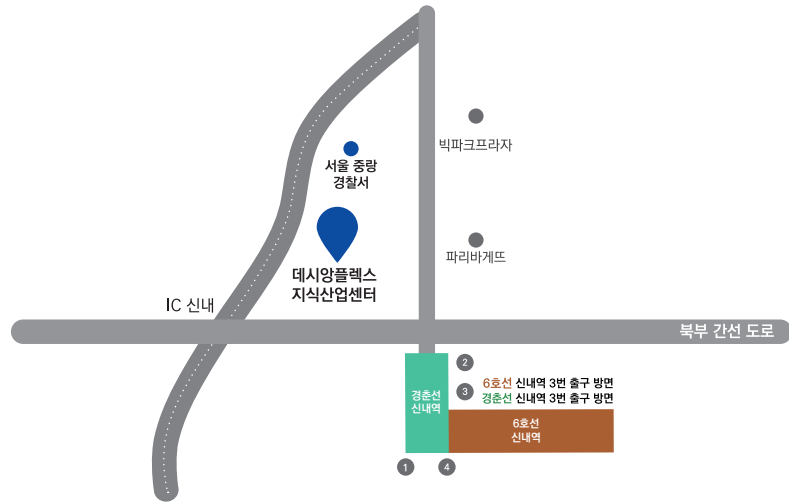 빅파크프라자
서울 중랑
경찰서
파리바게뜨
데시앙플렉스
지식산업센터
IC 신내
북부 간선 도로
2
3
6호선 신내역 3번 출구 방면
경춘선 신내역 3번 출구 방면
경춘선
신내역
6호선
신내역
1
4